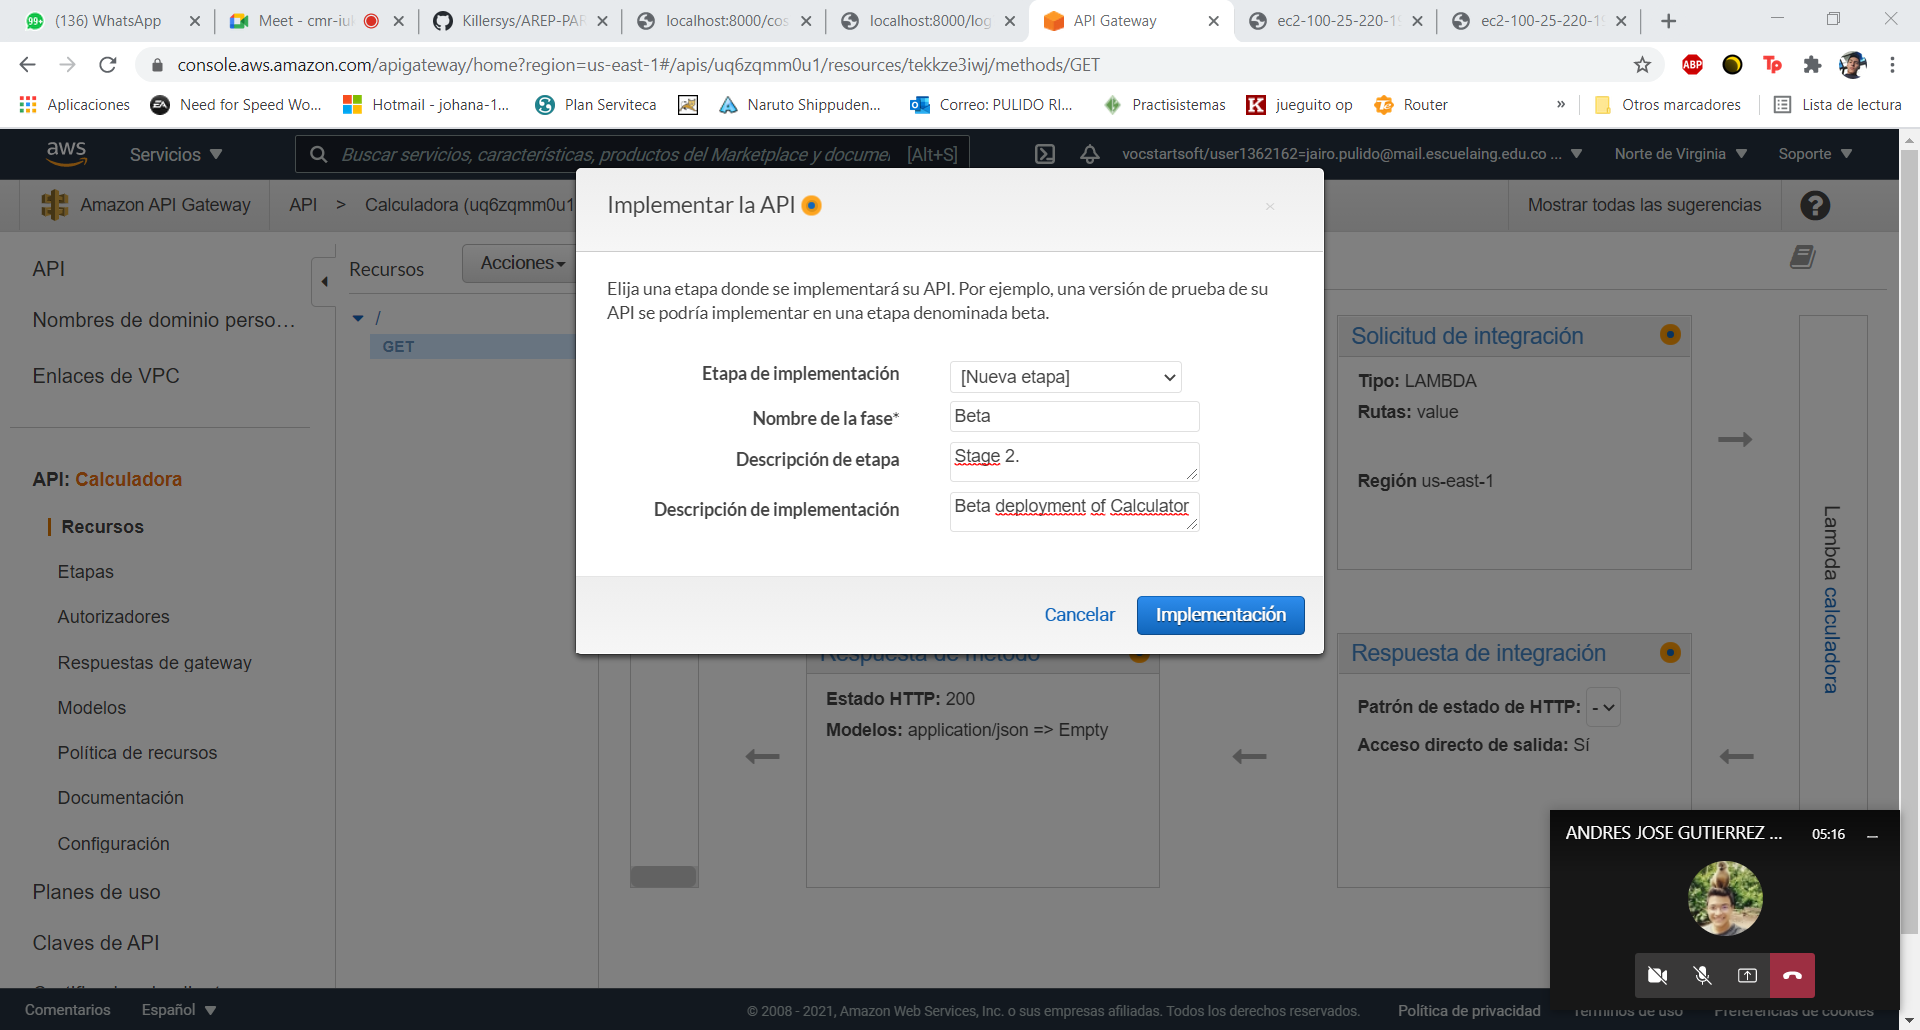 (136) WhatsApp
Meet - cmr-iul
Killersys/AREP-PAR
localhost:8000/cos
localhost:8000/log
API Gateway
ec2-100-25-220-19
ec2-100-25-220-19
console.aws.amazon.com/apigateway/home?region=us-east-1#/apis/uq6zqmm0u1/resources/tekkze3iwj/methods/GET
ABP
Aplicaciones
Need for Speed Wo...
Hotmail - johana-1...
Plan Serviteca
Naruto Shippuden...
Correo: PULIDO RI...
Practisistemas
jueguito op
Router
»
Otros marcadores
Lista de lectura
aws
Servicios
Buscar servicios, características, productos del Marketplace y documen
[Alt+S]
vocstartsoft/user1362162=jairo.pulido@mail.escuelaing.edu.co ...
Norte de Virginia
Soporte
Amazon API Gateway
API > Calculadora (uq6zqmm0u1
Mostrar todas las sugerencias
?
API
Nombres de dominio perso...
Enlaces de VPC
API: Calculadora
Recursos
Etapas
Autorizadores
Respuestas de gateway
Modelos
Política de recursos
Documentación
Configuración
Planes de uso
Claves de API
Recursos
Acciones
/
GET
Implementar la API
×
Elija una etapa donde se implementará su API. Por ejemplo, una versión de prueba de su
API se podría implementar en una etapa denominada beta.
Etapa de implementación
[Nueva etapa]
Nombre de la fase*
Beta
Descripción de etapa
Stage 2.
Descripción de implementación
Beta deployment of Calculator
Cancelar
Implementación
Solicitud de integración
Tipo: LAMBDA
Rutas: value
Región us-east-1
Lambda calculadora
Respuesta de método
Estado HTTP: 200
Modelos: application/json => Empty
Respuesta de integración
Patrón de estado de HTTP: -
Acceso directo de salida: Sí
ANDRES JOSE GUTIERREZ ...
05:16
Comentarios
Español
© 2008 - 2021, Amazon Web Services, Inc. o sus empresas afiliadas. Todos los derechos reservados.
Política de privacidad
Términos de uso
Preferencias de cookies